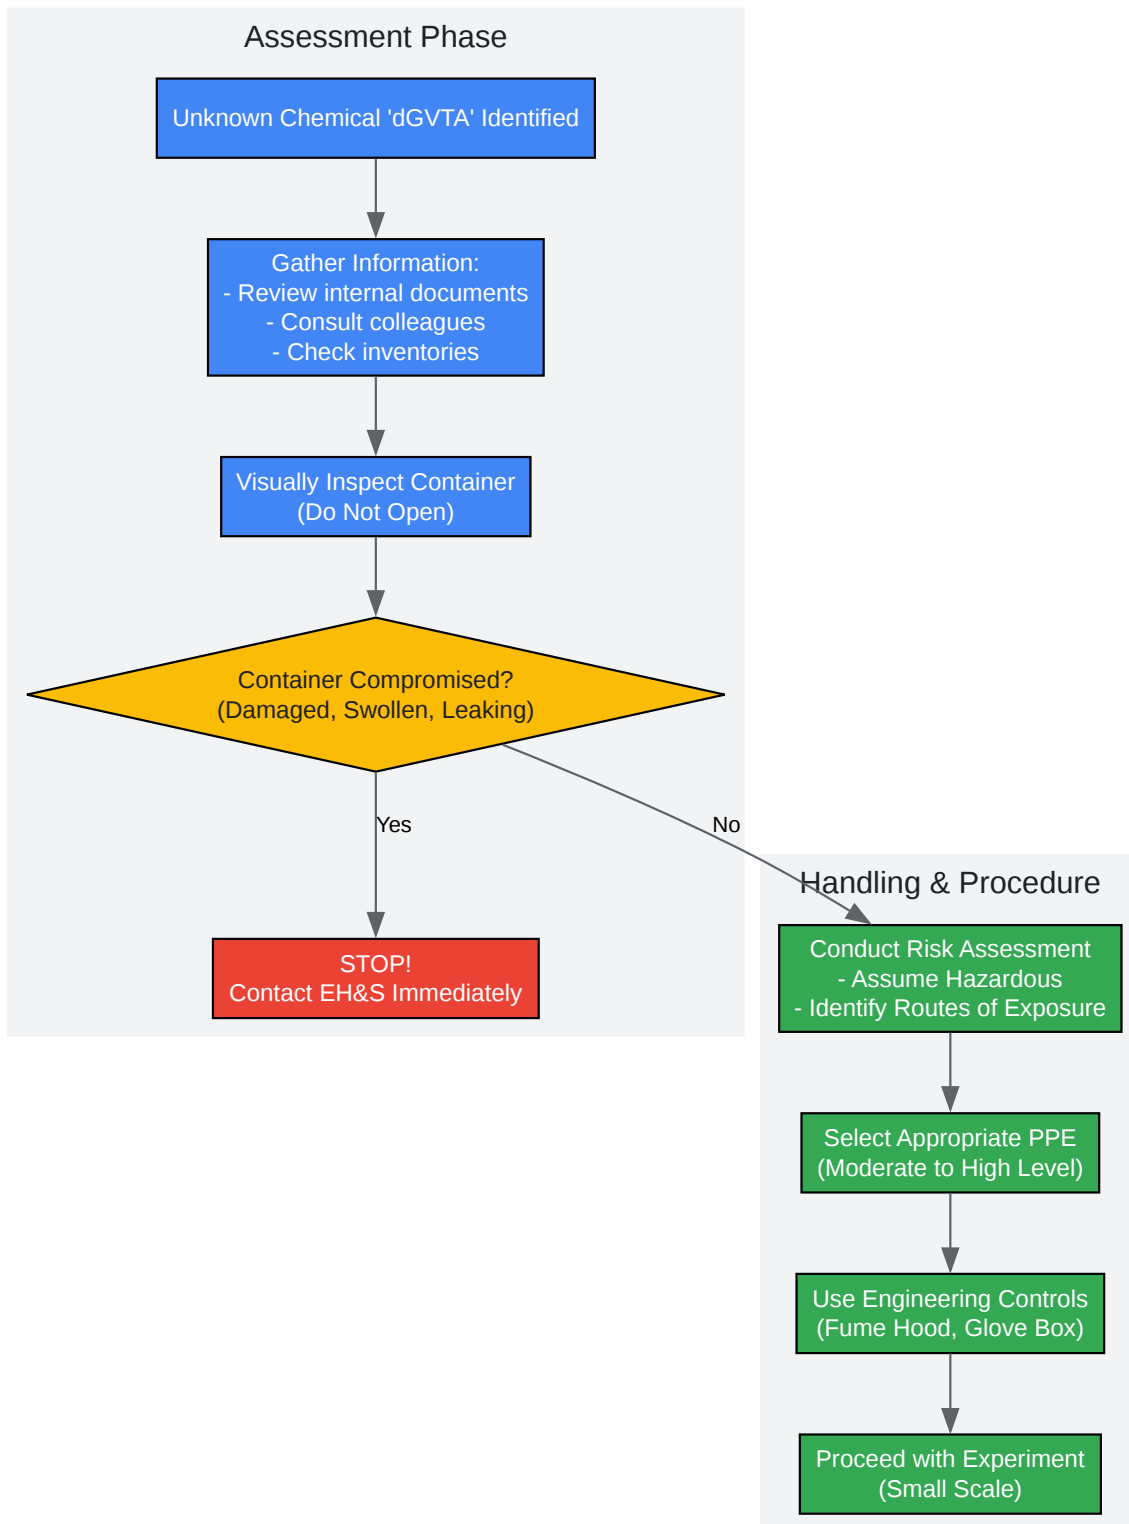 Assessment Phase
Unknown Chemical 'dGVTA' Identified
Gather Information:
- Review internal documents
- Consult colleagues
- Check inventories
Visually Inspect Container
(Do Not Open)
Container Compromised?
(Damaged, Swollen, Leaking)
Yes
No
STOP!
Contact EH&S Immediately
Handling & Procedure
Conduct Risk Assessment
- Assume Hazardous
- Identify Routes of Exposure
Select Appropriate PPE
(Moderate to High Level)
Use Engineering Controls
(Fume Hood, Glove Box)
Proceed with Experiment
(Small Scale)